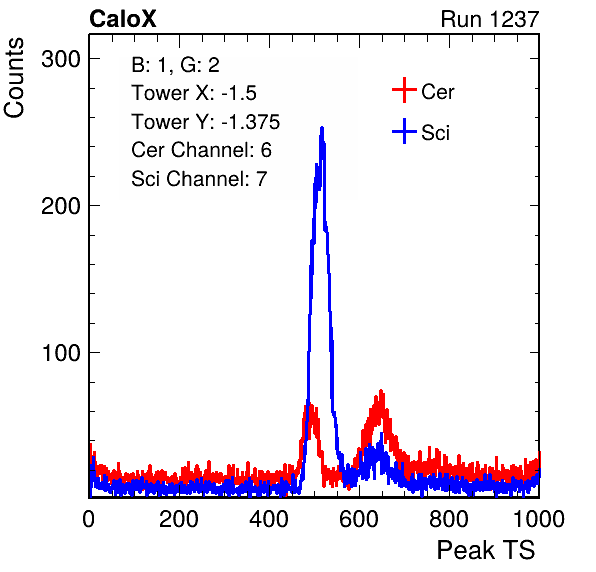 CaloX
Run 1237
Counts
B: 1, G: 2
Tower X: -1.5
Tower Y: -1.375
Cer Channel: 6
Sci Channel: 7
Cer
Sci
300
200
100
0
200
400
600
800
1000
Peak TS